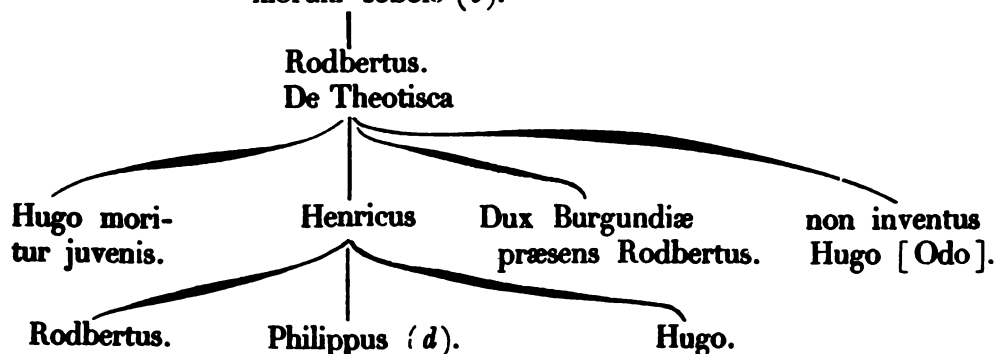 Rodbertus.
De Theotisca
Hugo mori- Henricus Dux Burgundiæ non inventus
tur juvenis. præsens Rodbertus. Hugo [Odo].
Rodbertus. Philippus (d). Hugo.